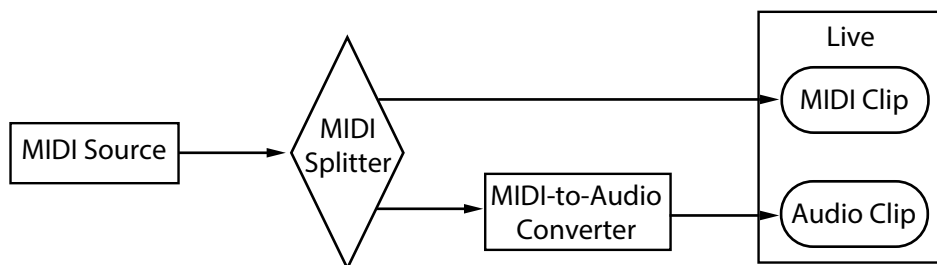 MIDI Source
MIDI
Splitter
MIDI-to-Audio
Converter
Live
MIDI Clip
Audio Clip